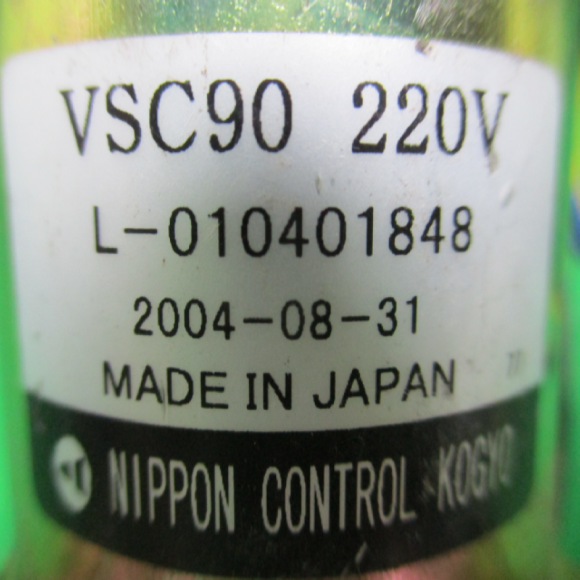 VSC90 220V
L-010401848
2004-08-31
MADE IN JAPAN
NIPPON CONTROL KOGYO